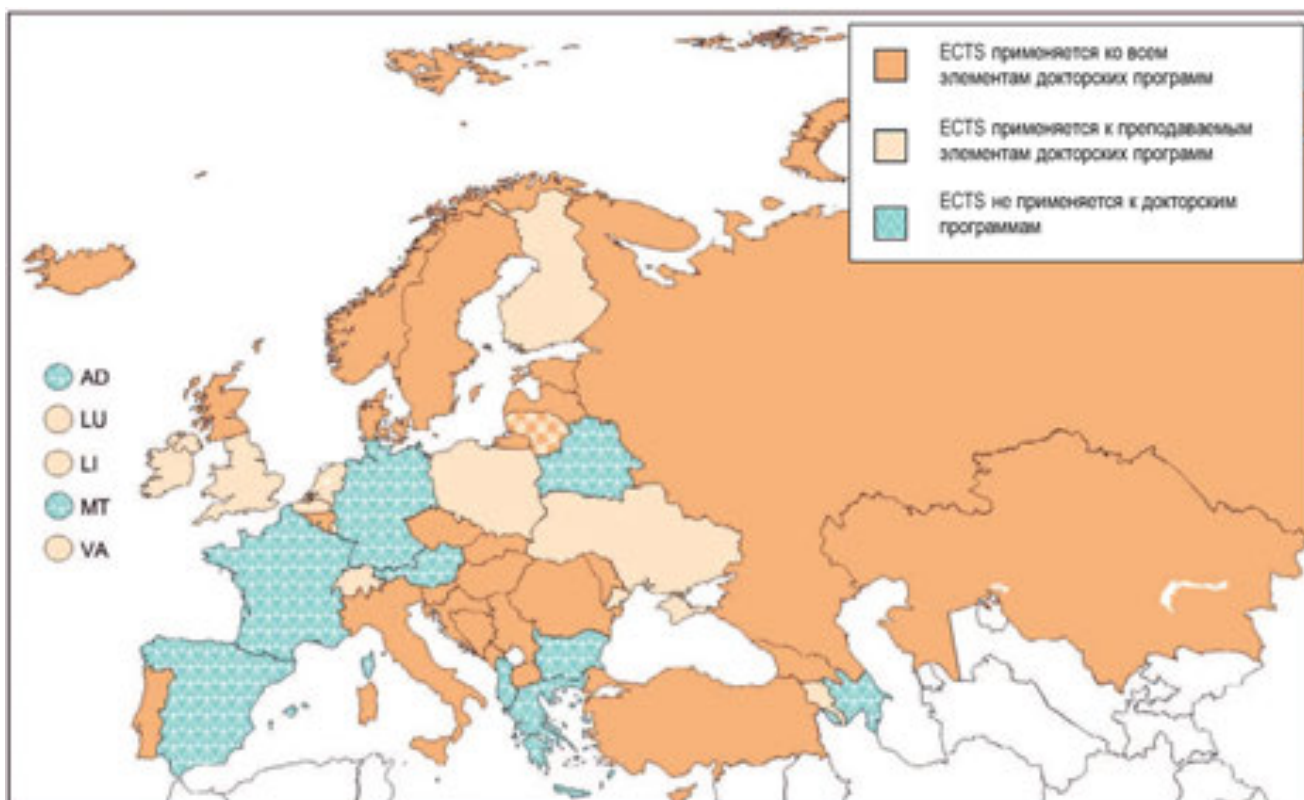 ECTS применяется ко всем
элементам докторских программ
ECTS применяется к преподаваемым
элементам докторских программ
ECTS не применяется к докторским
программам
AD
LU
LI
MT
VA